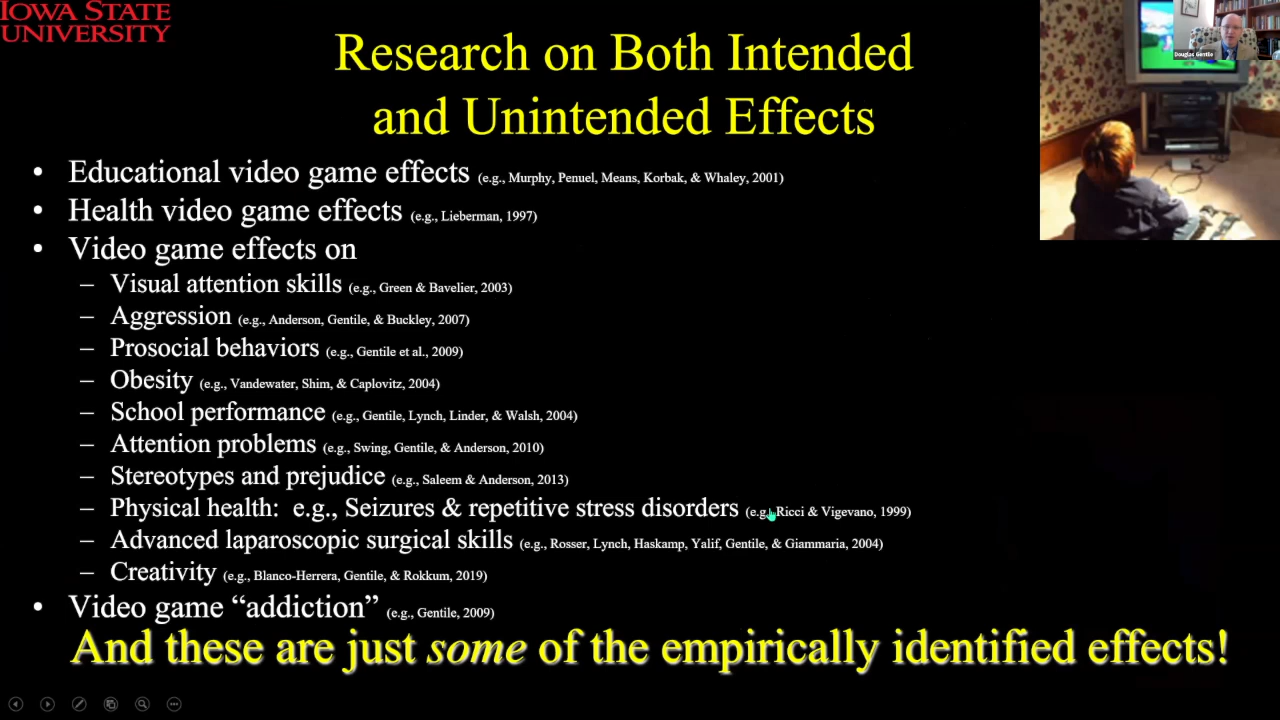 IOWA STATE
UNIVERSITY
Research on Both Intended
and Unintended Effects
Douglas Gentile
• Educational video game effects (e.g., Murphy, Penuel, Means, Korbak, & Whaley, 2001)
• Health video game effects (e.g., Lieberman, 1997)
• Video game effects on
– Visual attention skills (e.g., Green & Bavelier, 2003)
– Aggression (e.g., Anderson, Gentile, & Buckley, 2007)
– Prosocial behaviors (e.g., Gentile et al., 2009)
– Obesity (e.g., Vandewater, Shim, & Caplovitz, 2004)
– School performance (e.g., Gentile, Lynch, Linder, & Walsh, 2004)
– Attention problems (e.g., Swing, Gentile, & Anderson, 2010)
– Stereotypes and prejudice (e.g., Saleem & Anderson, 2013)
– Physical health: e.g., Seizures & repetitive stress disorders (e.g., Ricci & Vigevano, 1999)
– Advanced laparoscopic surgical skills (e.g., Rosser, Lynch, Haskamp, Yalif, Gentile, & Giammaria, 2004)
– Creativity (e.g., Blanco-Herrera, Gentile, & Rokkum, 2019)
• Video game “addiction” (e.g., Gentile, 2009)
And these are just some of the empirically identified effects!